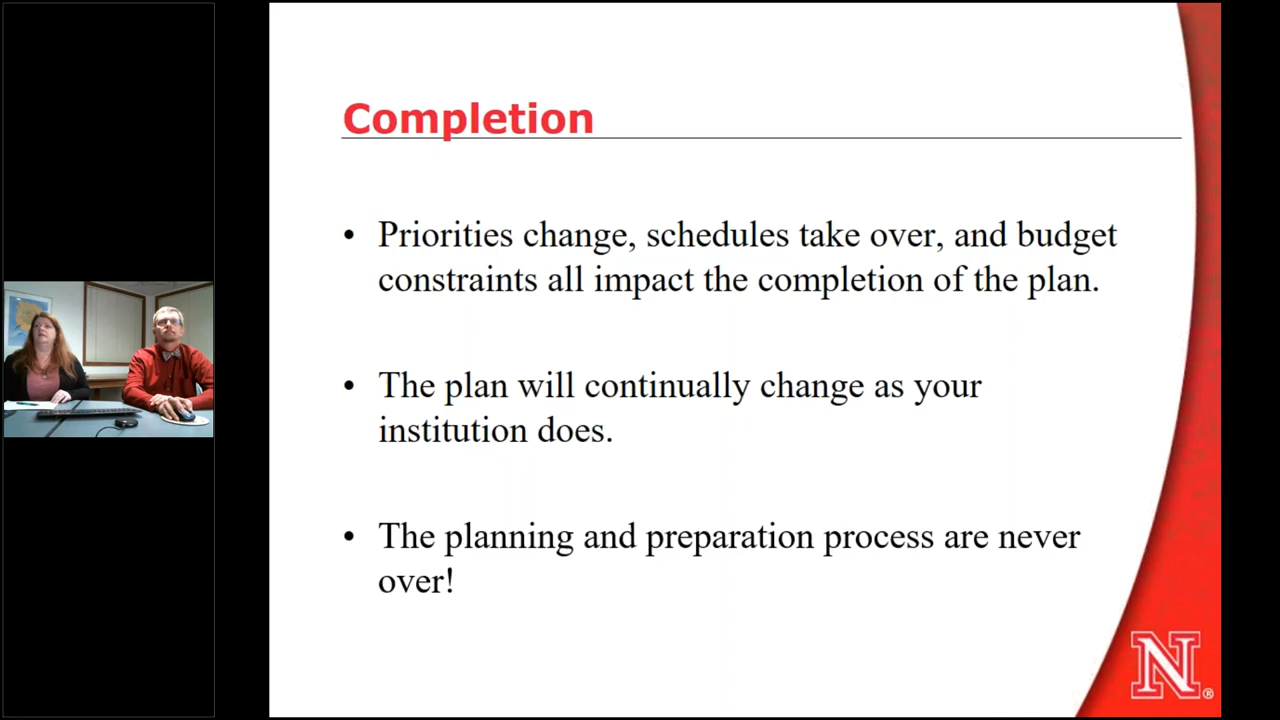 Completion
• Priorities change, schedules take over, and budget
constraints all impact the completion of the plan.
• The plan will continually change as your
institution does.
• The planning and preparation process are never
over!
N®